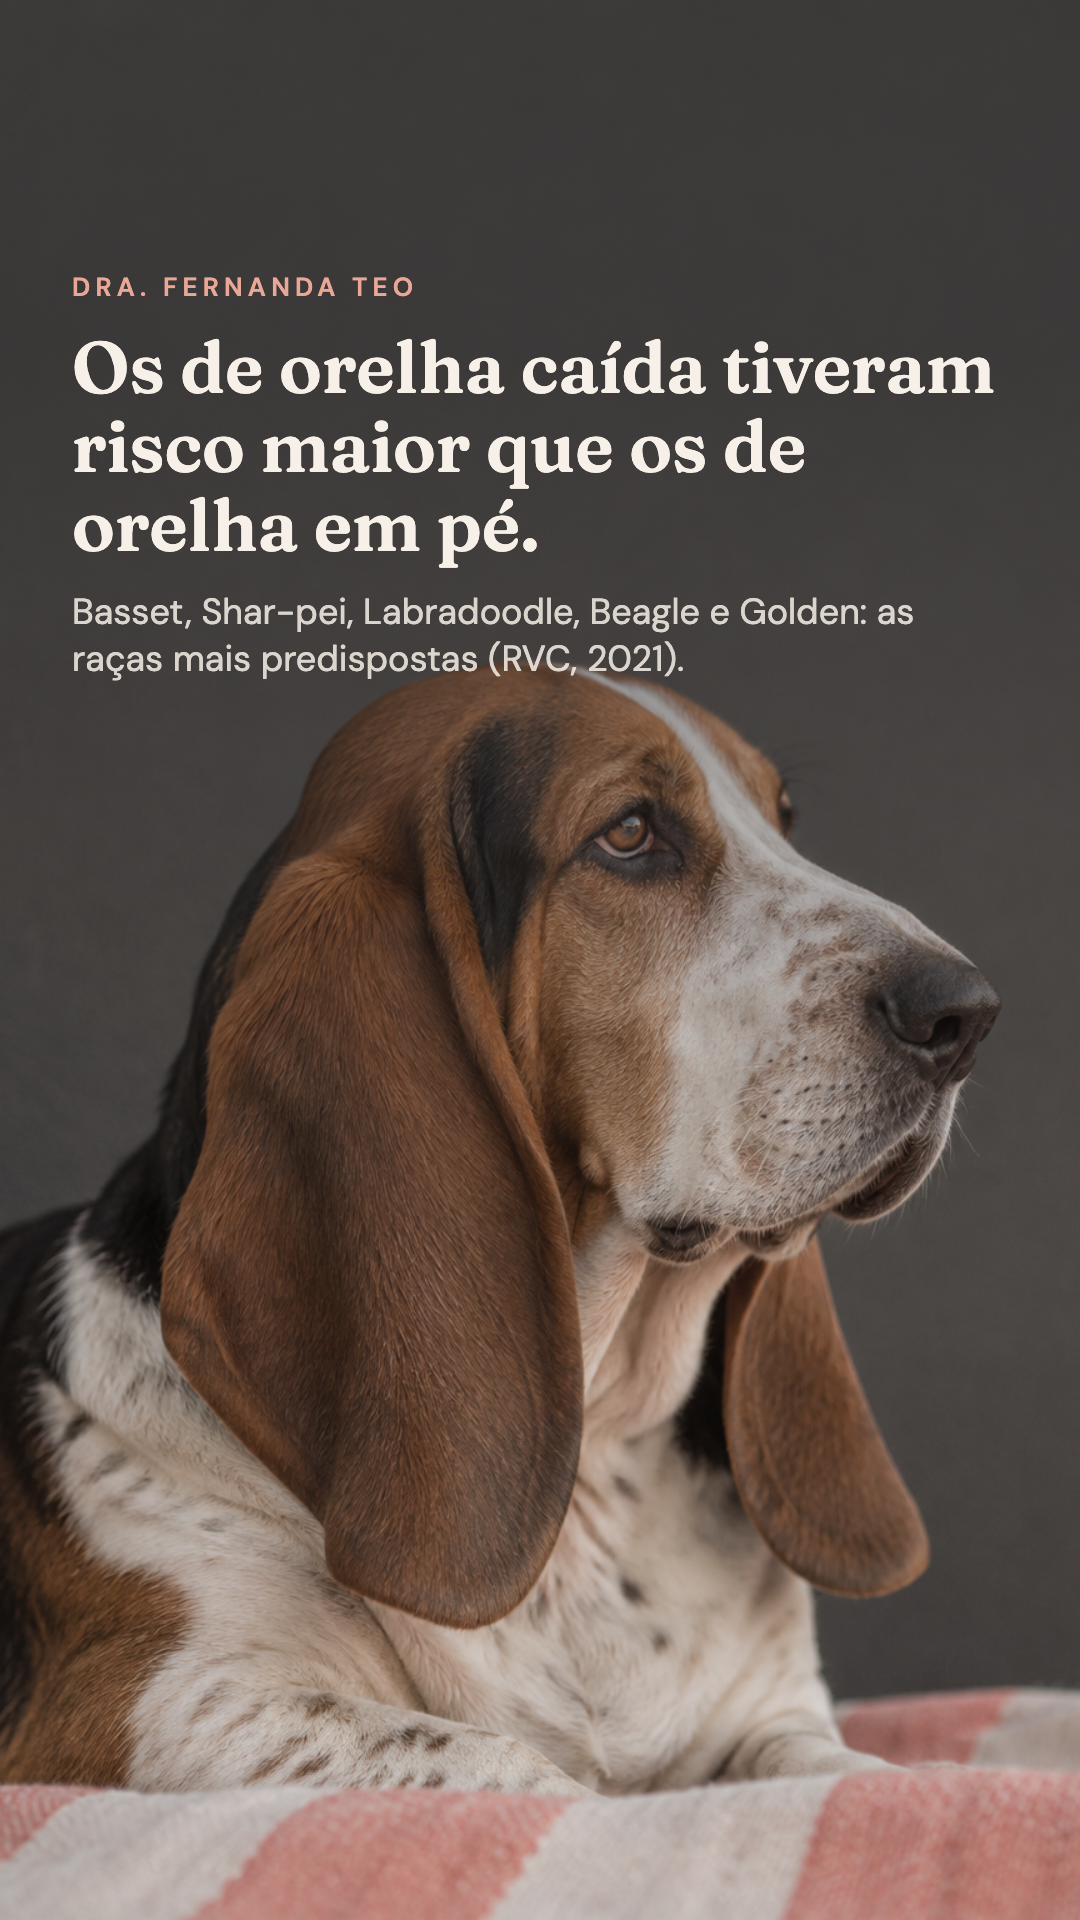 DRA. FERNANDA TEO
Os de orelha caída tiveram
risco maior que os de
orelha em pé.
Basset, Shar-pei, Labradoodle, Beagle e Golden: as
raças mais predispostas (RVC, 2021).